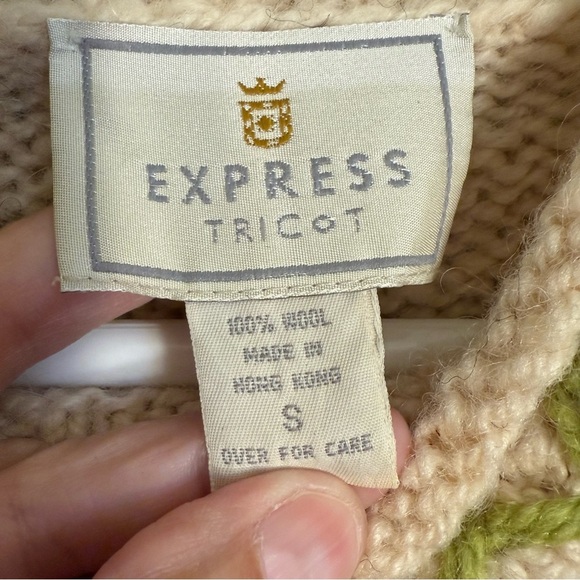 EXPRESS
TRICOT
100% WOOL
MADE IN
HONG KONG
S
OVER FOR CARE